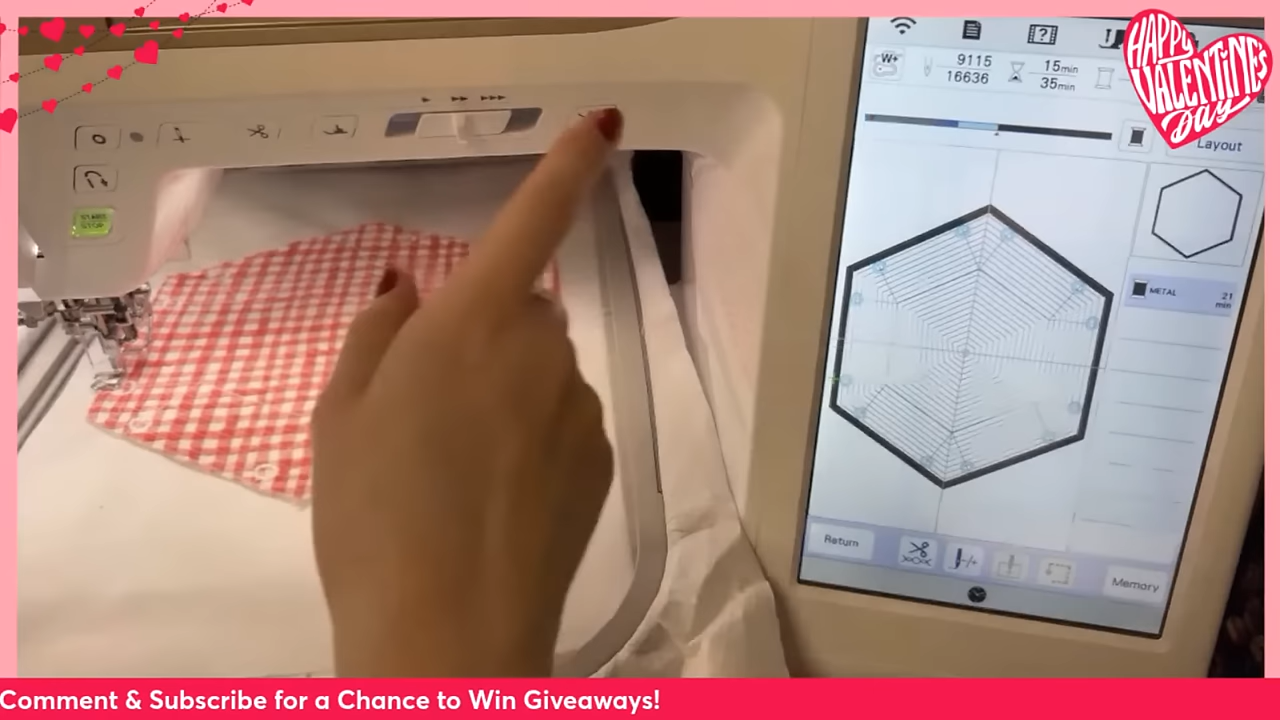 HAPPY
VALENTINE'S
Day
W+
9115
16636
15min
35min
Layout
METAL
21
min
START/
STOP
Return
Memory
Comment & Subscribe for a Chance to Win Giveaways!